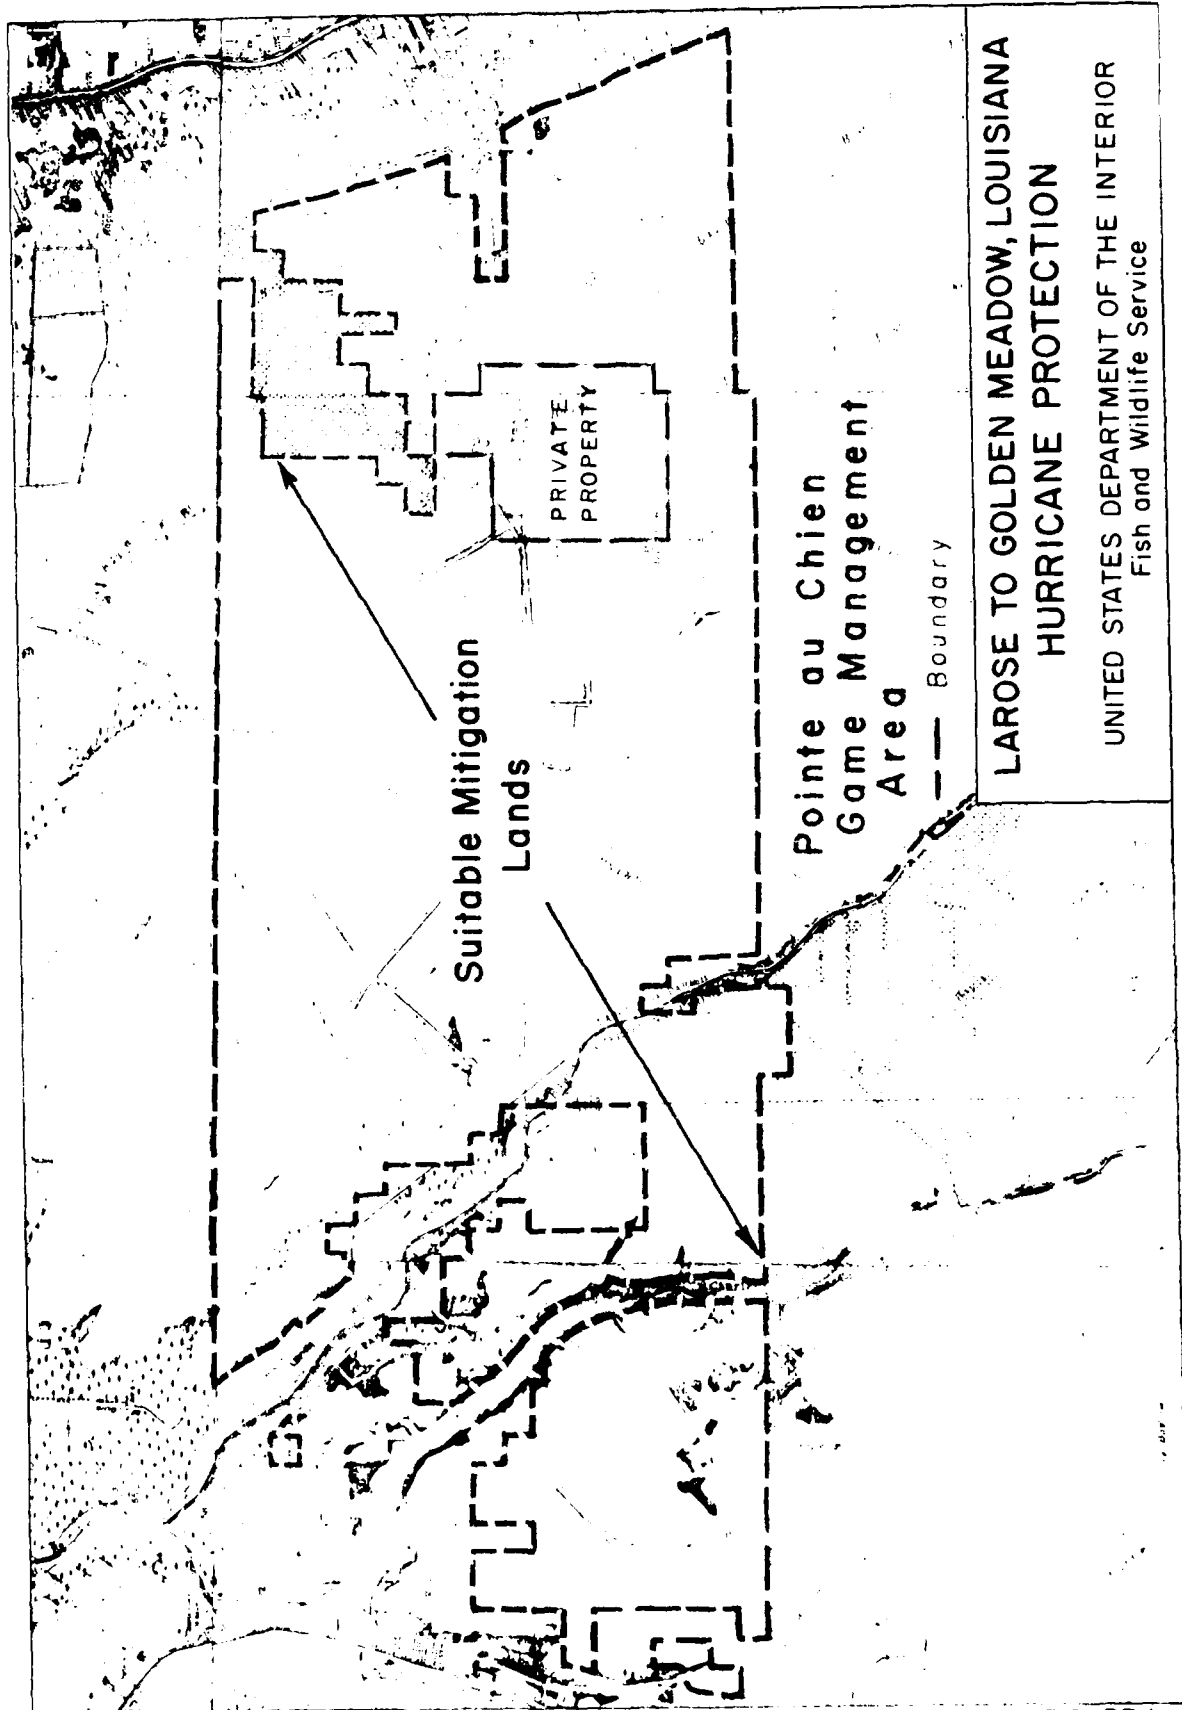 Suitable Mitigation
Lands
PRIVATE
PROPERTY
Pointe au Chien
Game Management
Area
Boundary
LAROSE TO GOLDEN MEADOW, LOUISIANA
HURRICANE PROTECTION
UNITED STATES DEPARTMENT OF THE INTERIOR
Fish and Wildlife Service